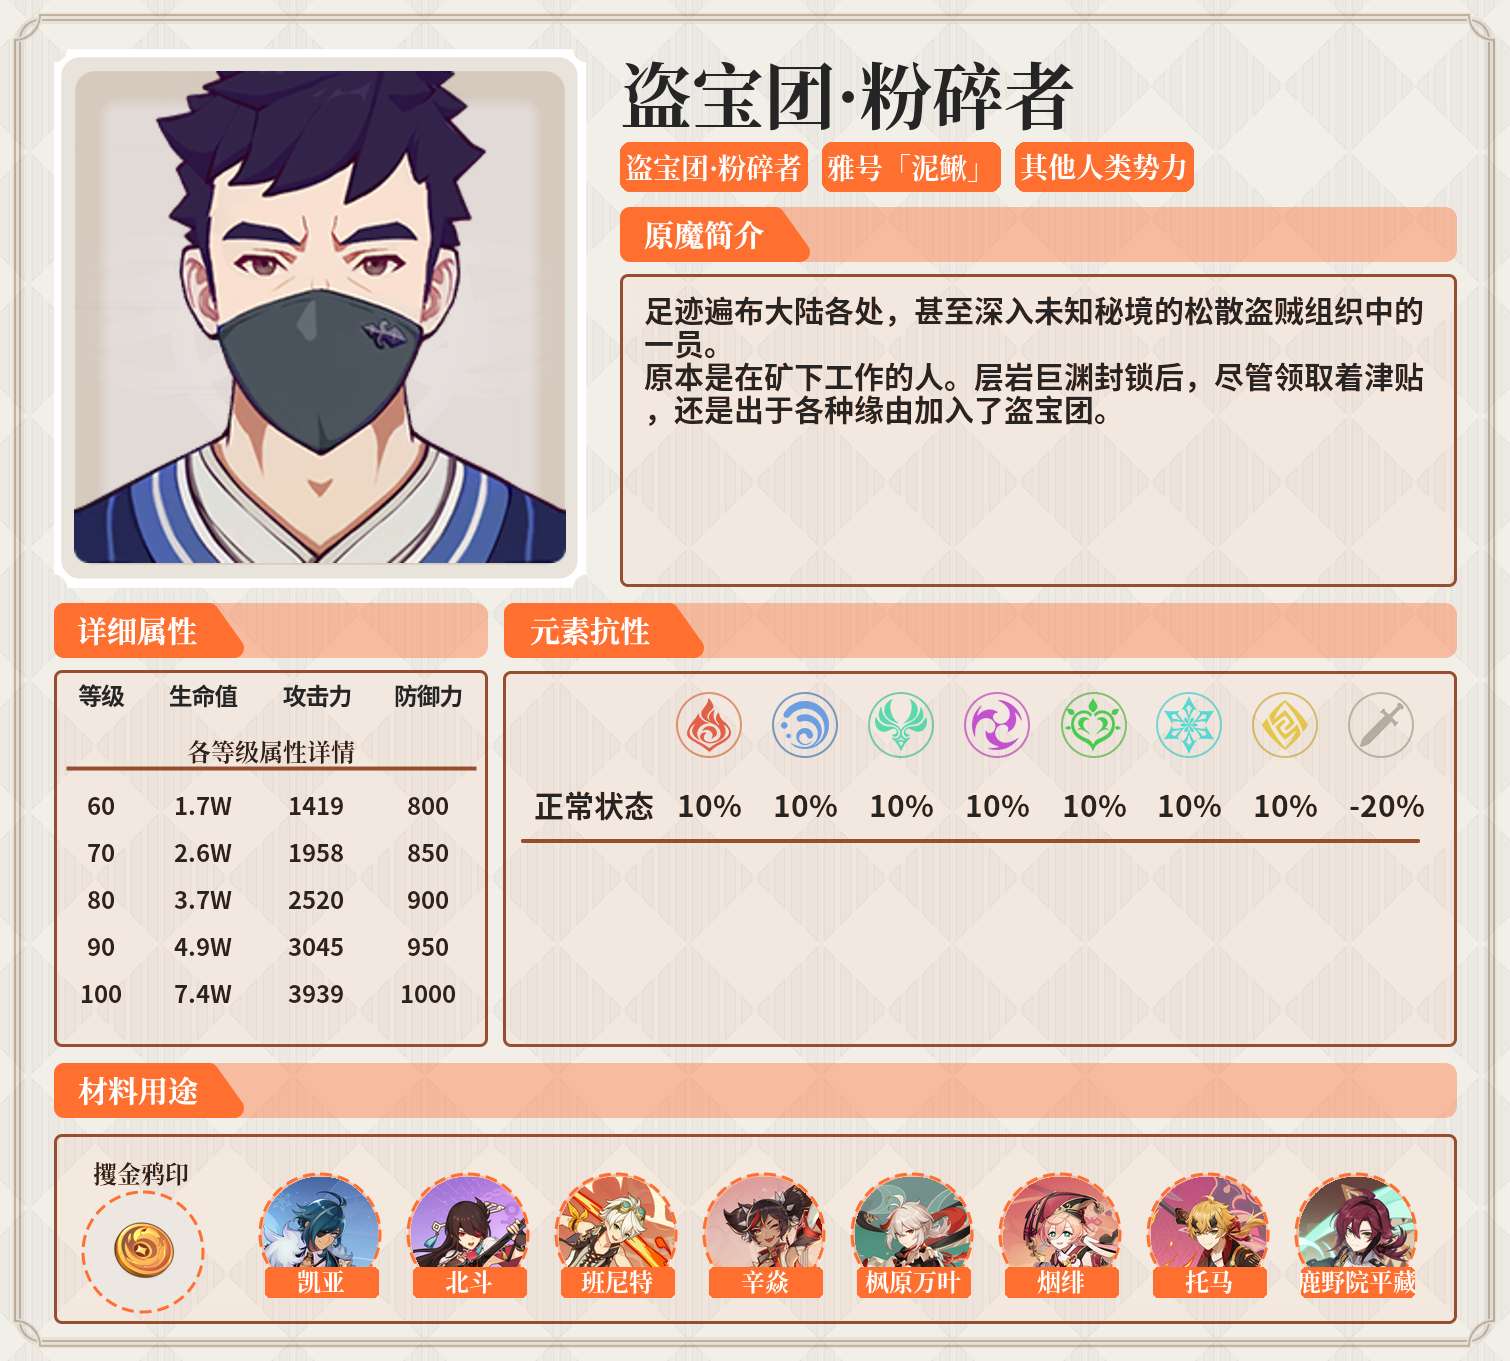 盗宝团·粉碎者
盗宝团·粉碎者 雅号「泥鳅」 其他人类势力
原魔简介
足迹遍布大陆各处，甚至深入未知秘境的松散盗贼组织中的
一员。
原本是在矿下工作的人。层岩巨渊封锁后，尽管领取着津贴
，还是出于各种缘由加入了盗宝团。
详细属性
等级 生命值 攻击力 防御力
各等级属性详情
60 1.7W 1419 800
70 2.6W 1958 850
80 3.7W 2520 900
90 4.9W 3045 950
100 7.4W 3939 1000
元素抗性
正常状态 10% 10% 10% 10% 10% 10% 10% -20%
材料用途
攫金鸦印
凯亚 北斗 班尼特 辛焱 枫原万叶 烟绯 托马 鹿野院平藏